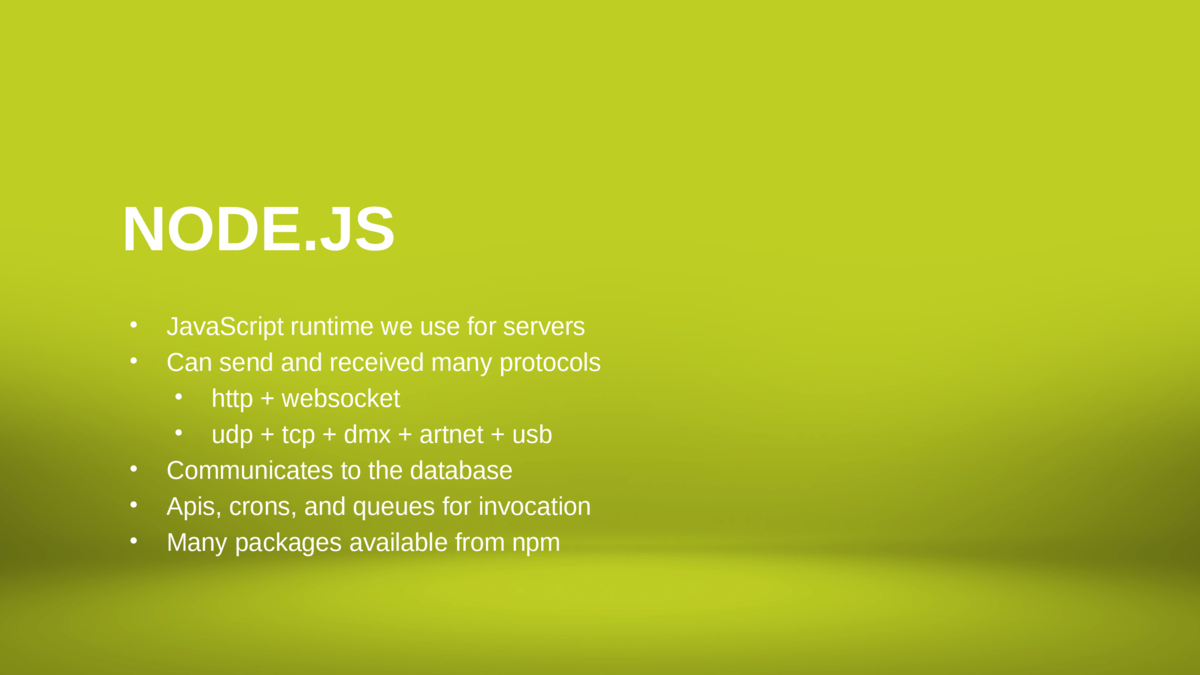 NODE.JS
• JavaScript runtime we use for servers
• Can send and received many protocols
• http + websocket
• udp + tcp + dmx + artnet + usb
• Communicates to the database
• Apis, crons, and queues for invocation
• Many packages available from npm